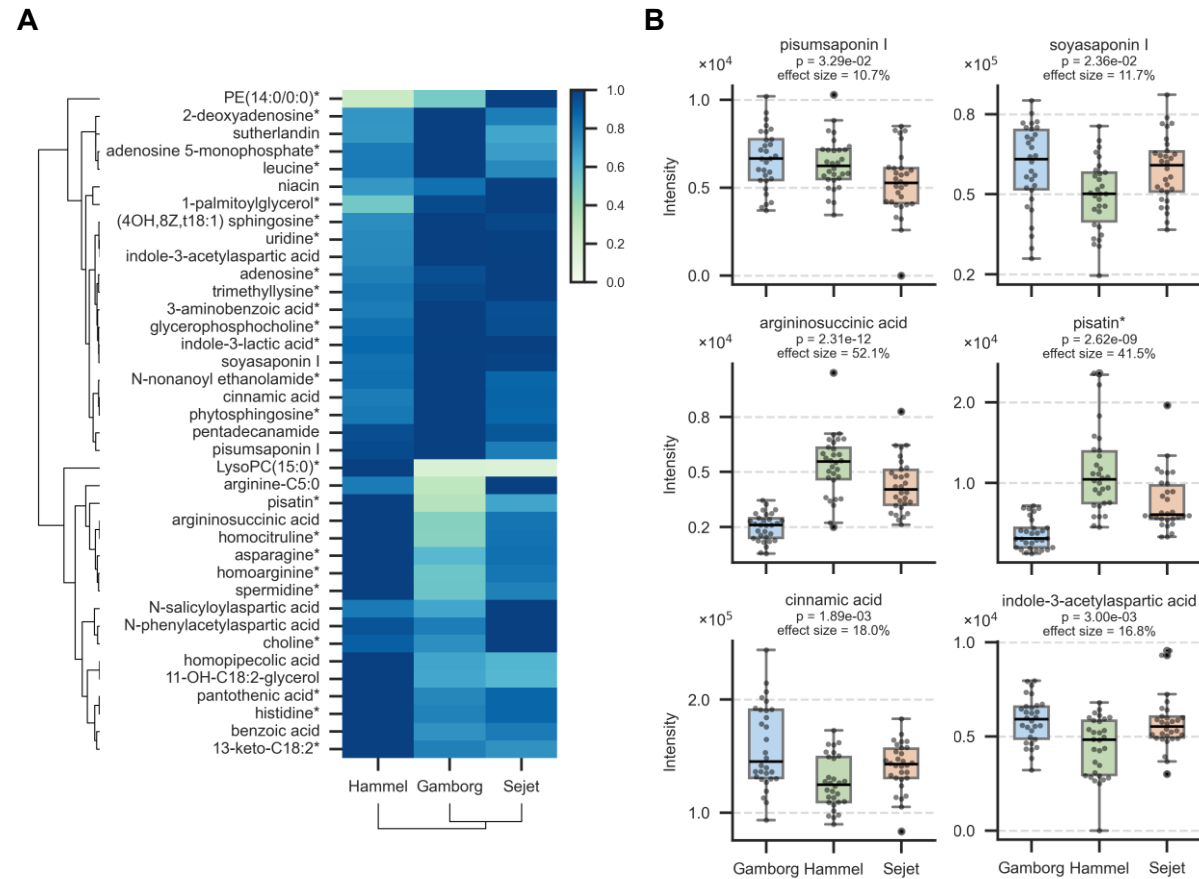 A
PE(14:0/0:0)*
2-deoxyadenosine*
sutherlandin
adenosine 5-monophosphate*
leucine*
niacin
1-palmitoylglycerol*
(4OH,8Z,t18:1) sphingosine*
uridine*
indole-3-acetylaspartic acid
adenosine*
trimethyllysine*
3-aminobenzoic acid*
glycerophosphocholine*
indole-3-lactic acid*
soyasaponin I
N-nonanoyl ethanolamide*
cinnamic acid
phytosphingosine*
pentadecanamide
pisumsaponin I
LysoPC(15:0)*
arginine-C5:0
pisatin*
argininosuccinic acid
homocitruline*
asparagine*
homoarginine*
spermidine*
N-salicyloylaspartic acid
N-phenylacetylaspartic acid
choline*
homopipecolic acid
11-OH-C18:2-glycerol
pantothenic acid*
histidine*
benzoic acid
13-keto-C18:2*
Hammel Gamborg Sejet
1.0
0.8
0.6
0.4
0.2
0.0
B
pisumsaponin I
p = 3.29e-02
effect size = 10.7%
×10⁴
1.0
0.5
0.0
Intensity
soyasaponin I
p = 2.36e-02
effect size = 11.7%
×10⁵
0.8
0.5
0.2
argininosuccinic acid
p = 2.31e-12
effect size = 52.1%
×10⁴
0.8
0.5
0.2
Intensity
pisatin*
p = 2.62e-09
effect size = 41.5%
×10⁴
2.0
1.0
cinnamic acid
p = 1.89e-03
effect size = 18.0%
×10⁵
2.0
1.0
Intensity
Gamborg Hammel Sejet
indole-3-acetylaspartic acid
p = 3.00e-03
effect size = 16.8%
×10⁴
1.0
0.5
0.0
Gamborg Hammel Sejet